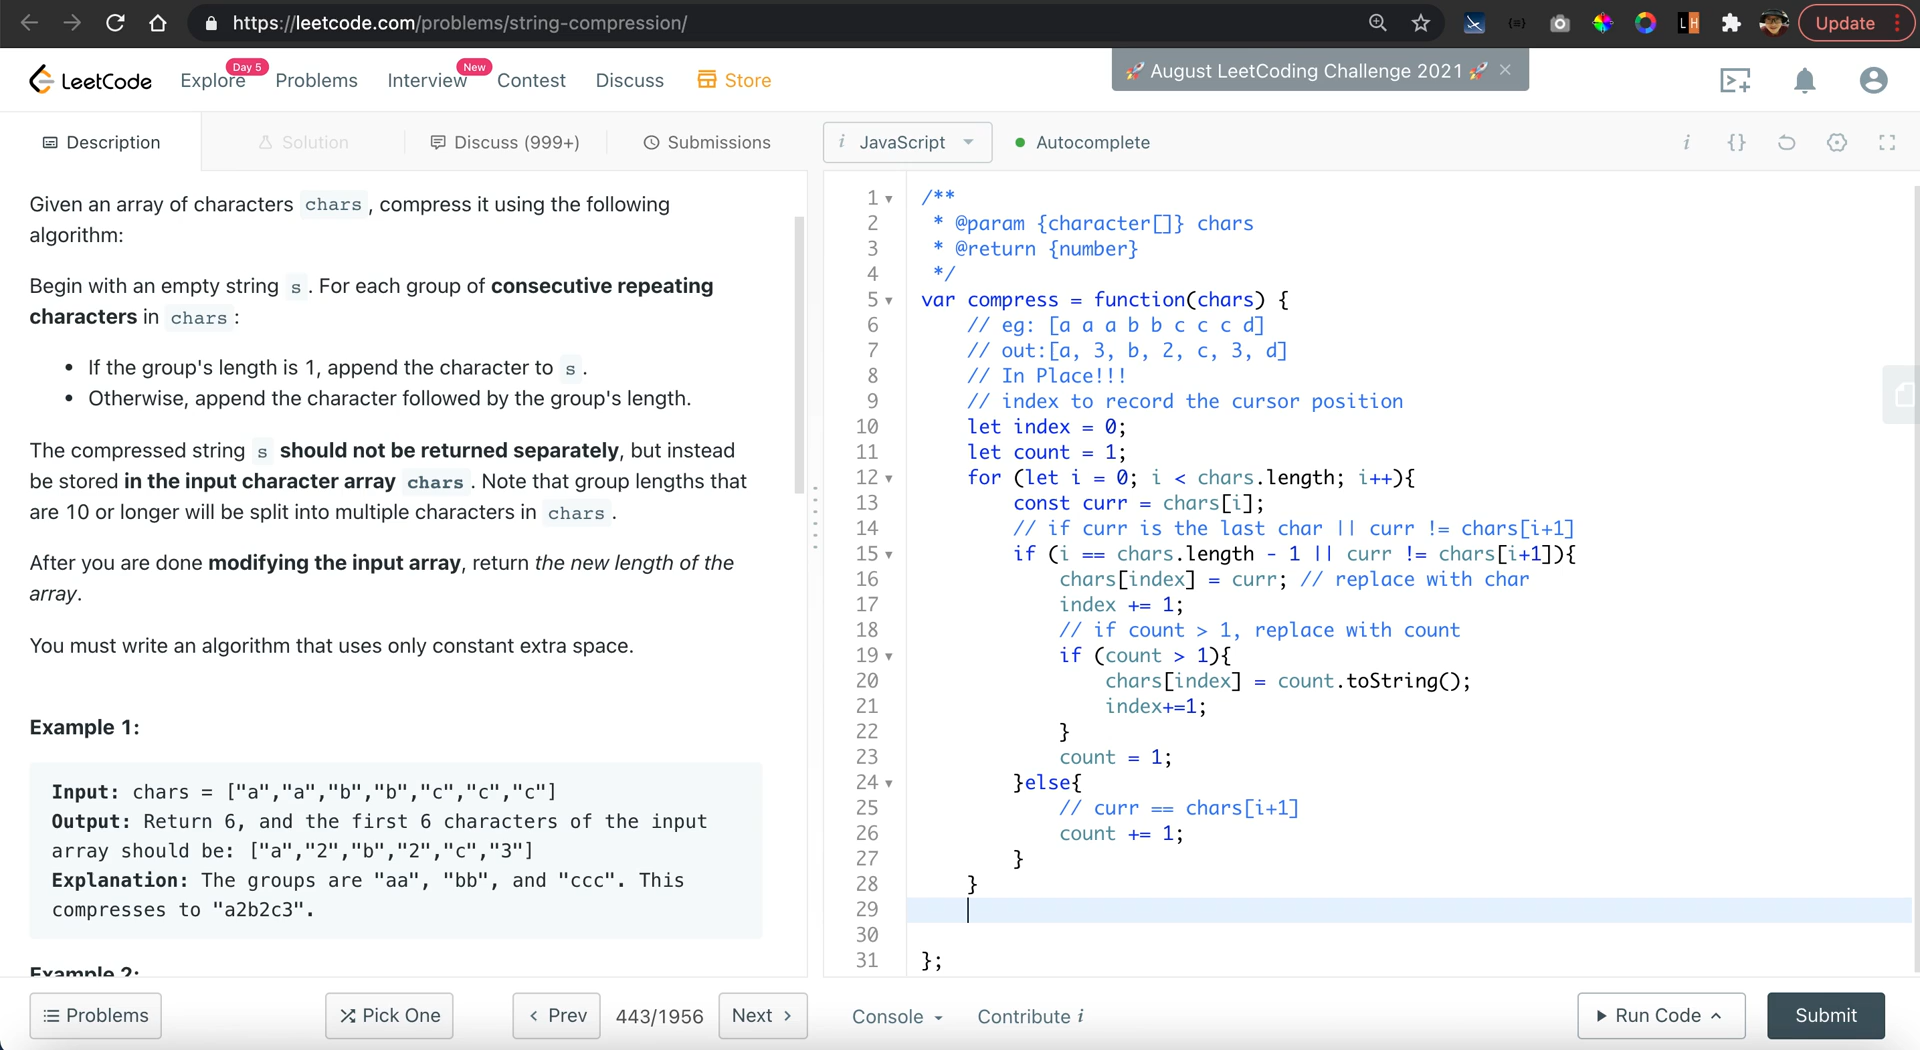 https://leetcode.com/problems/string-compression/
Update
LeetCode
Explore
Day 5
Problems
Interview
New
Contest
Discuss
Store
🚀 August LeetCoding Challenge 2021 🚀 ×
Description
Solution
Discuss (999+)
Submissions
i JavaScript
Autocomplete
i {}
Given an array of characters chars, compress it using the following
algorithm:
Begin with an empty string s. For each group of consecutive repeating
characters in chars:
• If the group's length is 1, append the character to s.
• Otherwise, append the character followed by the group's length.
The compressed string s should not be returned separately, but instead
be stored in the input character array chars. Note that group lengths that
are 10 or longer will be split into multiple characters in chars.
After you are done modifying the input array, return the new length of the
array.
You must write an algorithm that uses only constant extra space.
Example 1:
Input: chars = ["a","a","b","b","c","c","c"]
Output: Return 6, and the first 6 characters of the input
array should be: ["a","2","b","2","c","3"]
Explanation: The groups are "aa", "bb", and "ccc". This
compresses to "a2b2c3".
Example 2:
1 /**
2  * @param {character[]} chars
3  * @return {number}
4  */
5 var compress = function(chars) {
6     // eg: [a a a b b c c c d]
7     // out:[a, 3, b, 2, c, 3, d]
8     // In Place!!!
9     // index to record the cursor position
10     let index = 0;
11     let count = 1;
12     for (let i = 0; i < chars.length; i++){
13         const curr = chars[i];
14         // if curr is the last char || curr != chars[i+1]
15         if (i == chars.length - 1 || curr != chars[i+1]){
16             chars[index] = curr; // replace with char
17             index += 1;
18             // if count > 1, replace with count
19             if (count > 1){
20                 chars[index] = count.toString();
21                 index+=1;
22             }
23             count = 1;
24         }else{
25             // curr == chars[i+1]
26             count += 1;
27         }
28     }
29
30
31 };
Problems
Pick One
‹ Prev
443/1956
Next ›
Console
Contribute i
Run Code
Submit